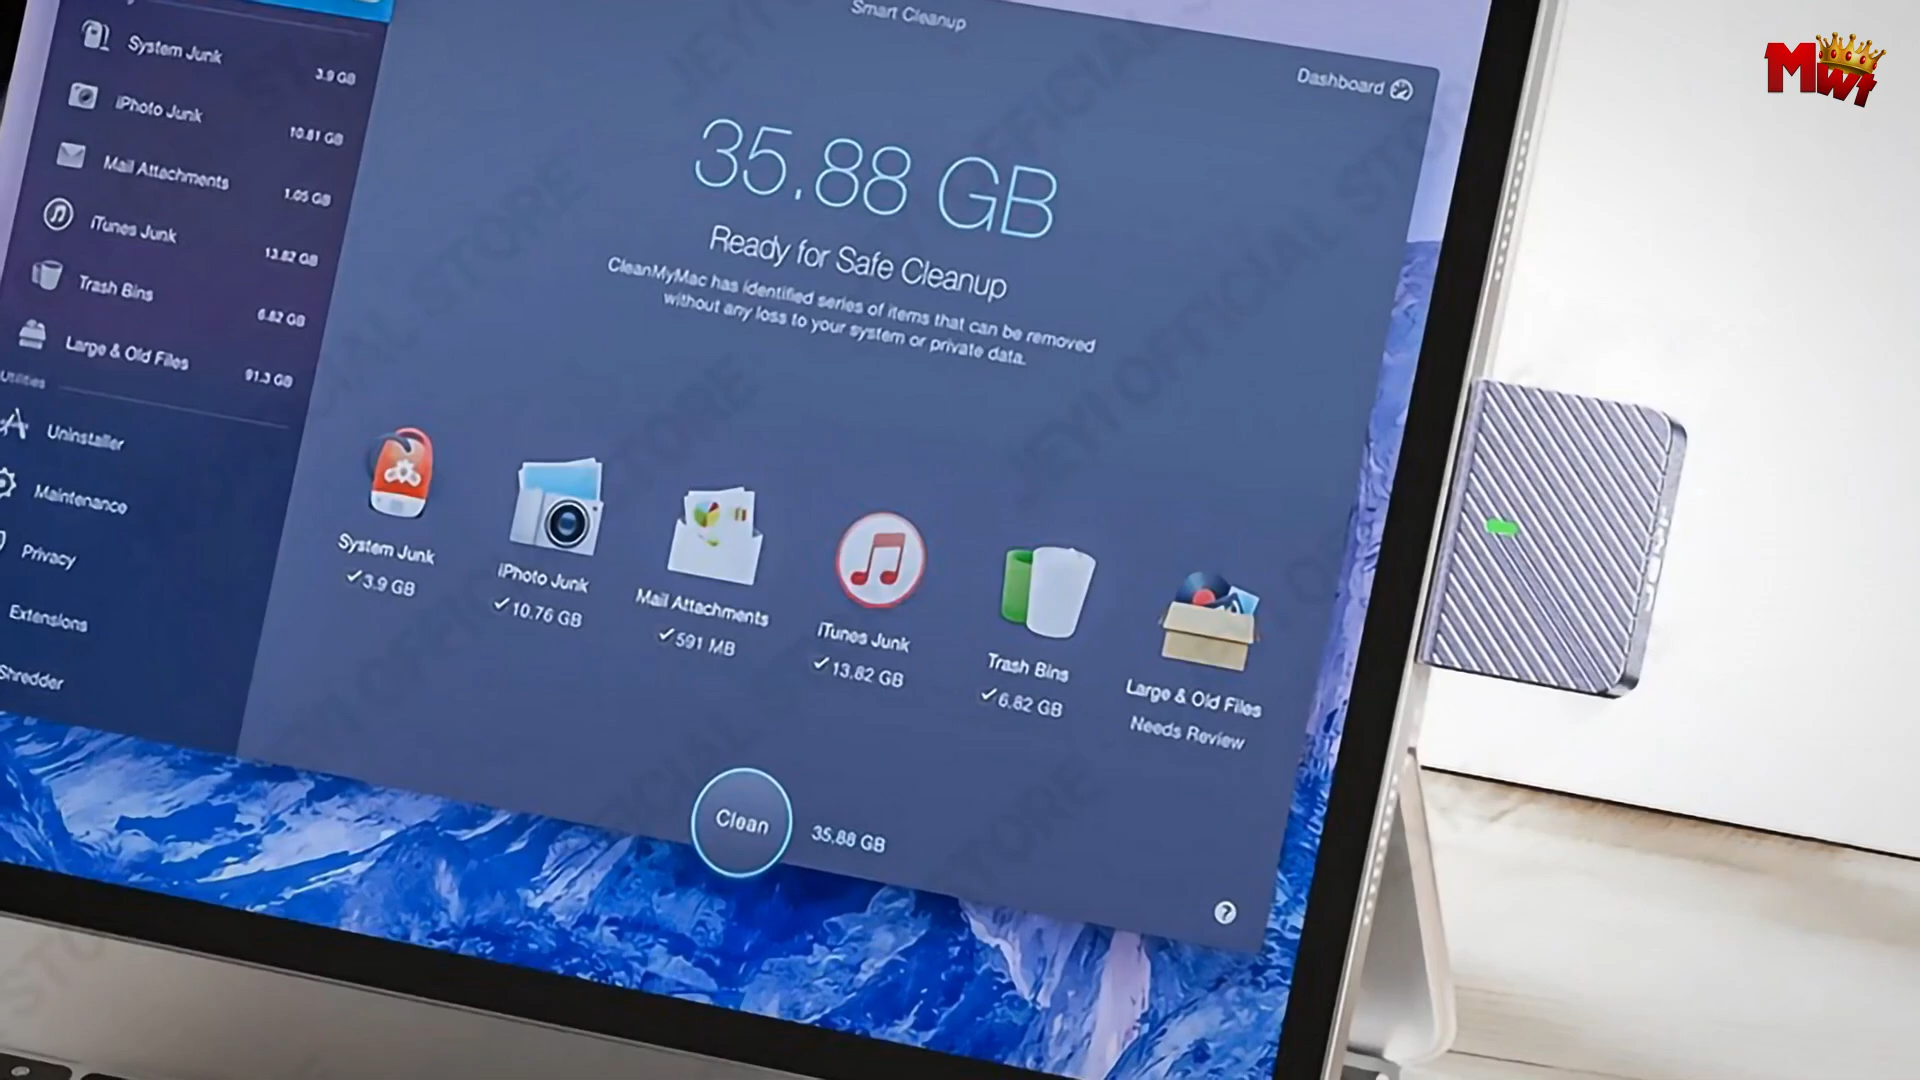 Smart Cleanup
Dashboard
MWT
System Junk 3.9 GB
iPhoto Junk 10.81 GB
Mail Attachments 1.05 GB
iTunes Junk 13.82 GB
Trash Bins 6.82 GB
Large & Old Files 91.3 GB
Utilities
Uninstaller
Maintenance
Privacy
Extensions
Shredder
35.88 GB
Ready for Safe Cleanup
CleanMyMac has identified series of items that can be removed
without any loss to your system or private data.
System Junk
3.9 GB
iPhoto Junk
10.76 GB
Mail Attachments
591 MB
iTunes Junk
13.82 GB
Trash Bins
6.82 GB
Large & Old Files
Needs Review
Clean
35.88 GB
?
JEYI OFFICIAL STORE